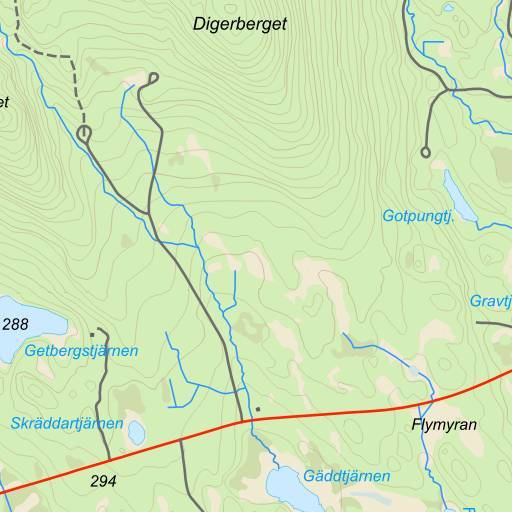 Digerberget
et
Gotpungtj.
Gravtj
288
Getbergstjärnen
Skräddartjärnen
Flymyran
294
Gäddtjärnen